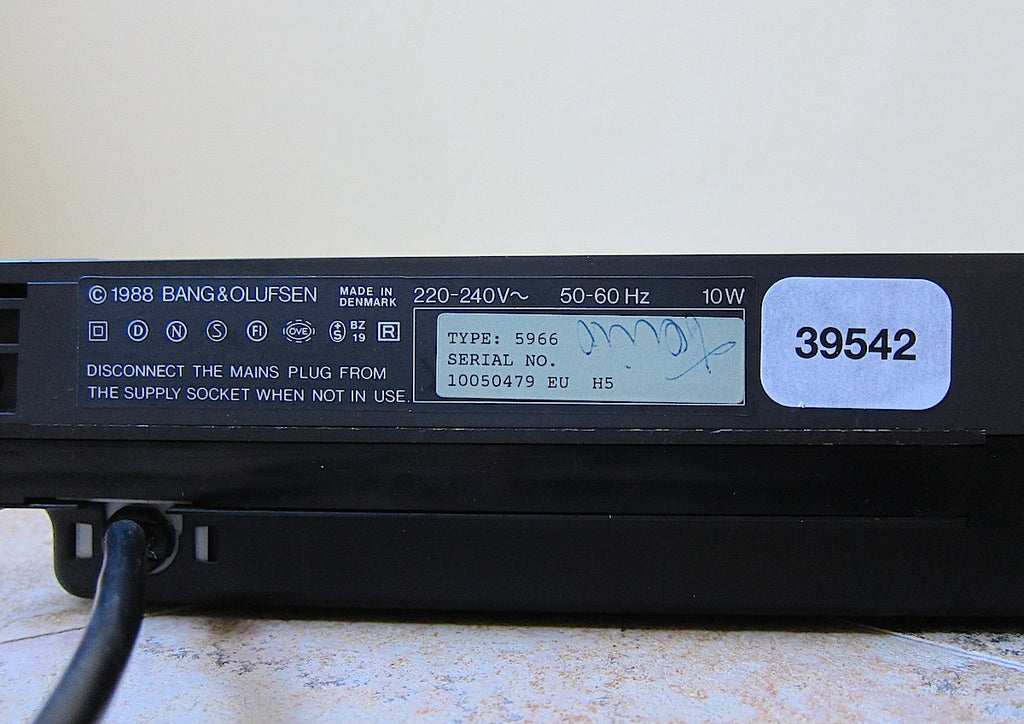 © 1988 BANG & OLUFSEN
MADE IN
DENMARK
220-240V~ 50-60 Hz 10W
D N S FI OVE S BZ
19 R
DISCONNECT THE MAINS PLUG FROM
THE SUPPLY SOCKET WHEN NOT IN USE.
TYPE: 5966
SERIAL NO.
10050479 EU H5
39542